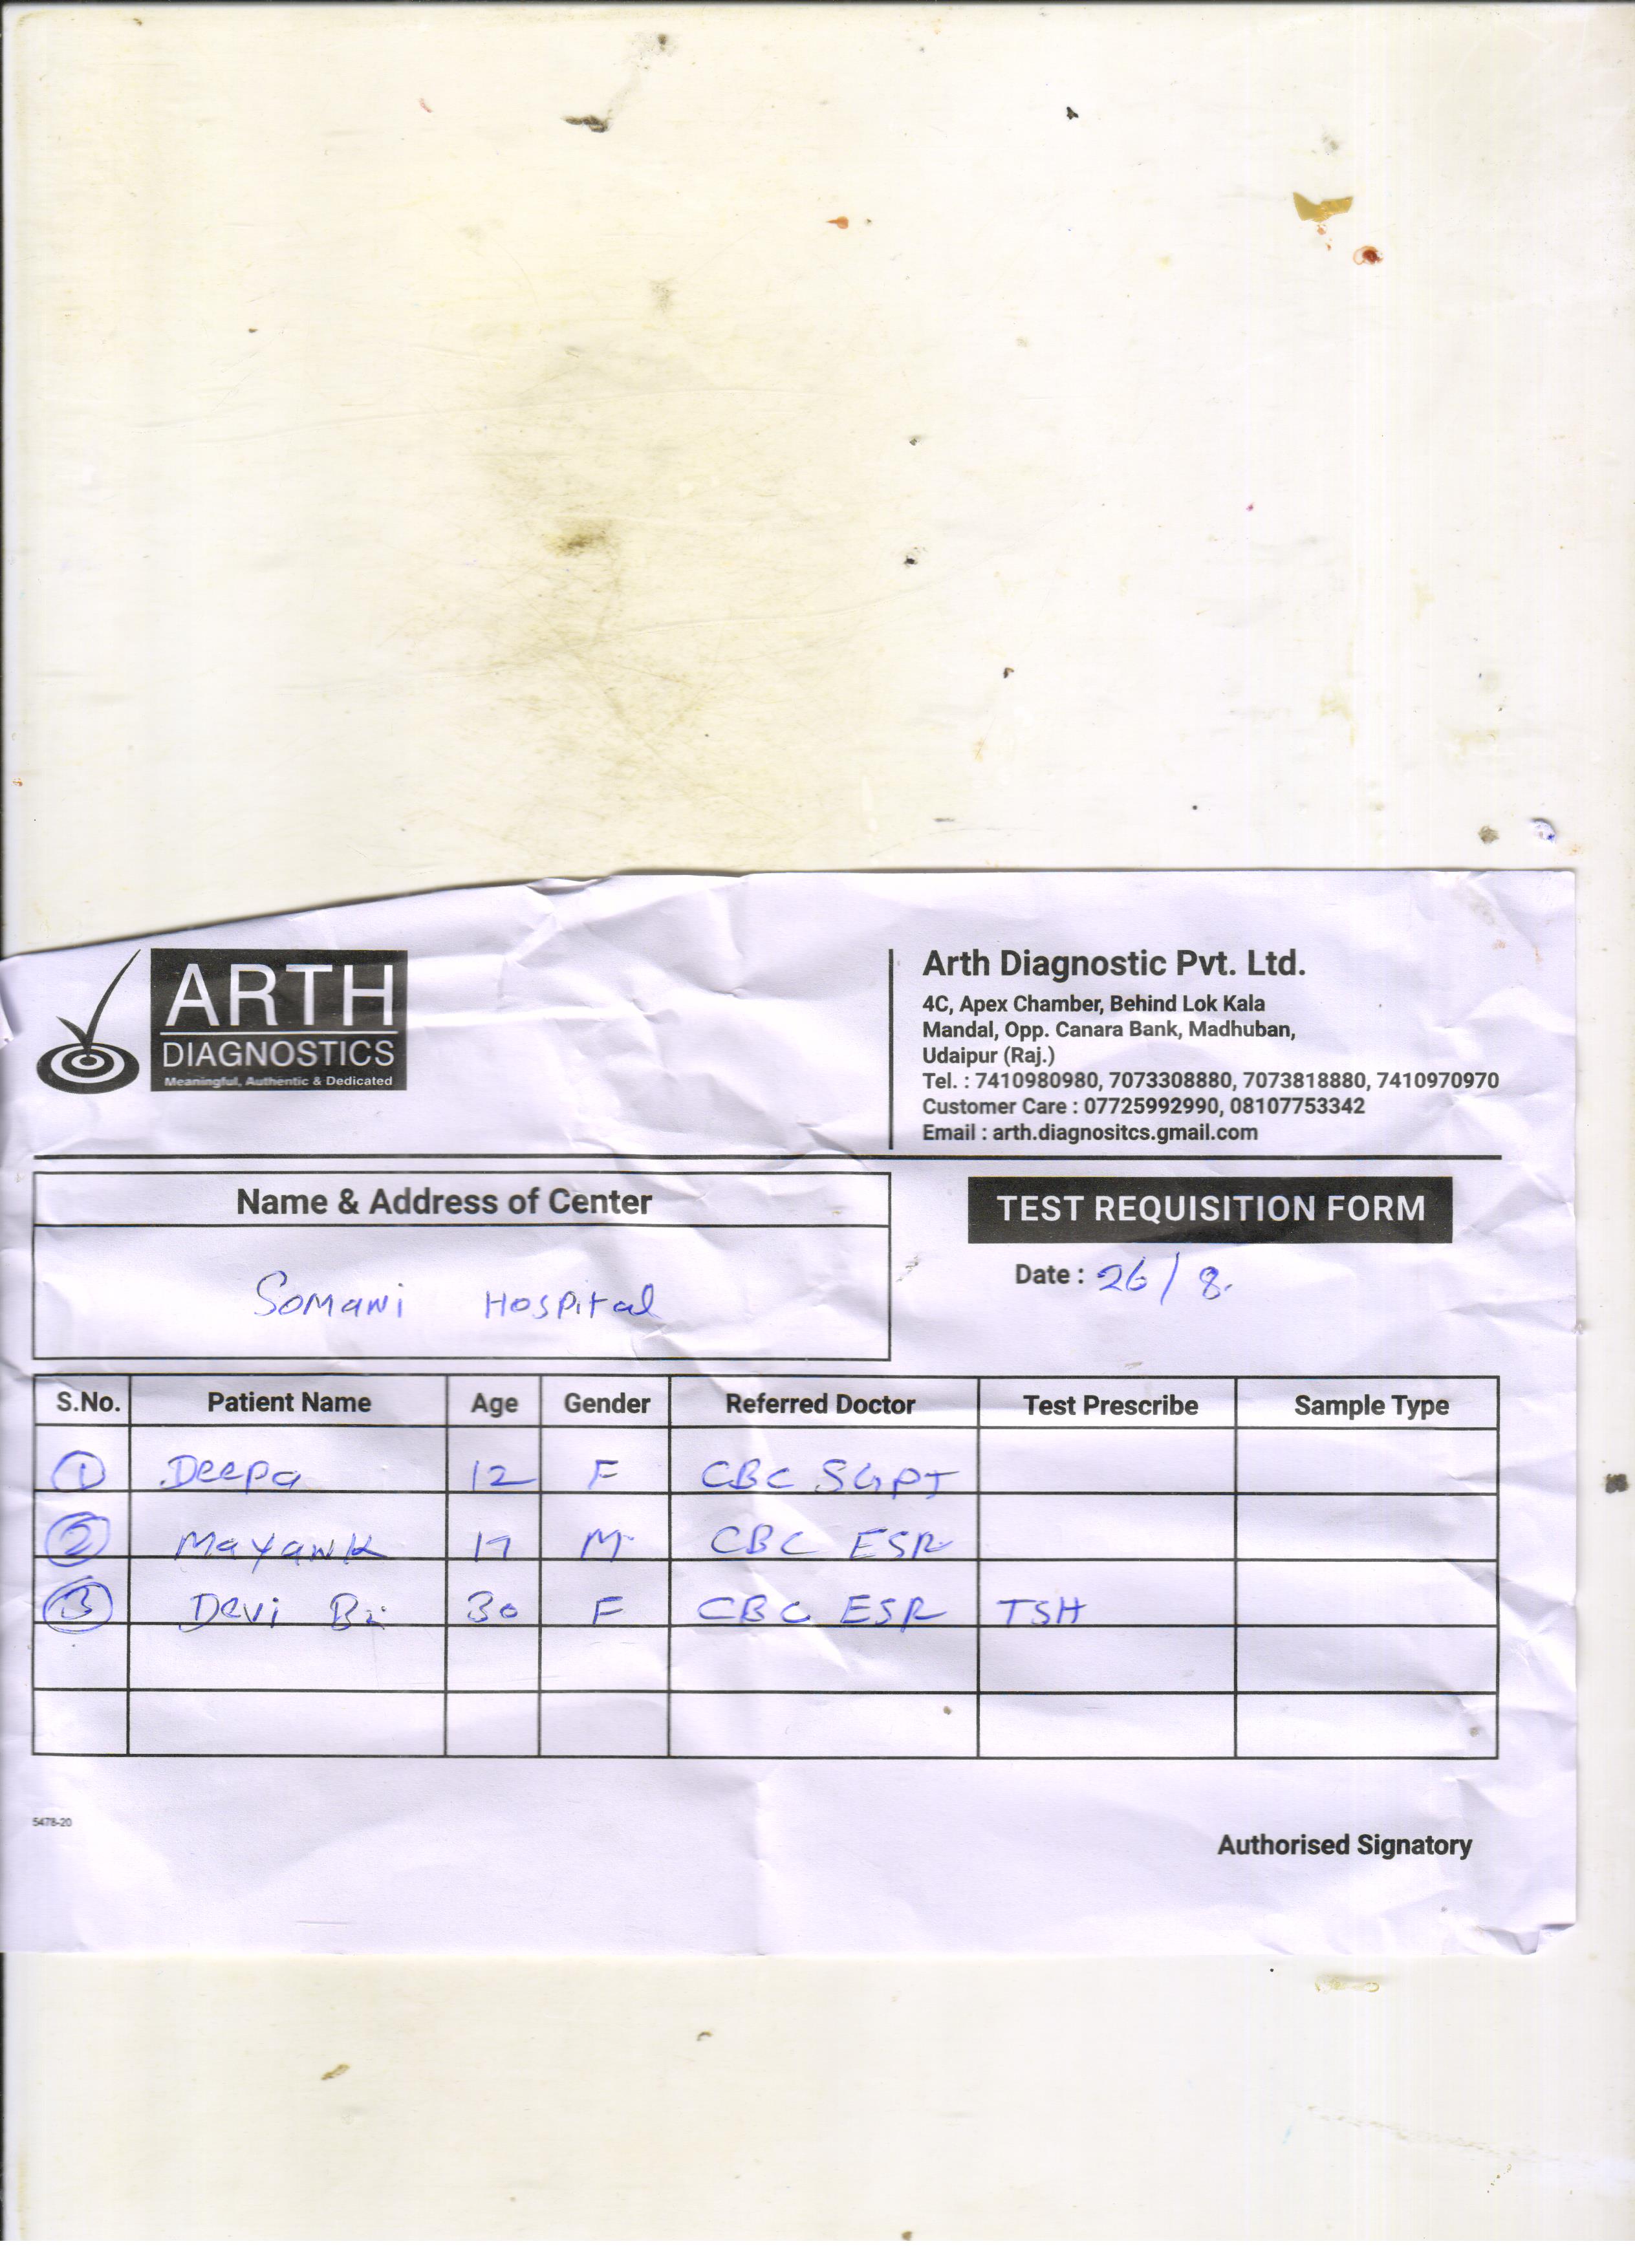 ARTH
DIAGNOSTICS
Meaningful, Authentic & Dedicated
Arth Diagnostic Pvt. Ltd.
4C, Apex Chamber, Behind Lok Kala
Mandal, Opp. Canara Bank, Madhuban,
Udaipur (Raj.)
Tel. : 7410980980, 7073308880, 7073818880, 7410970970
Customer Care : 07725992990, 08107753342
Email : arth.diagnositcs.gmail.com
Name & Address of Center
Somani Hospital
TEST REQUISITION FORM
Date : 26/8.
S.No. Patient Name Age Gender Referred Doctor Test Prescribe Sample Type
1 Deepa 12 F CBC SGPT
2 Mayank M CBC ESR
3 Devi 30 F CBC ESR TSH
5478-20
Authorised Signatory